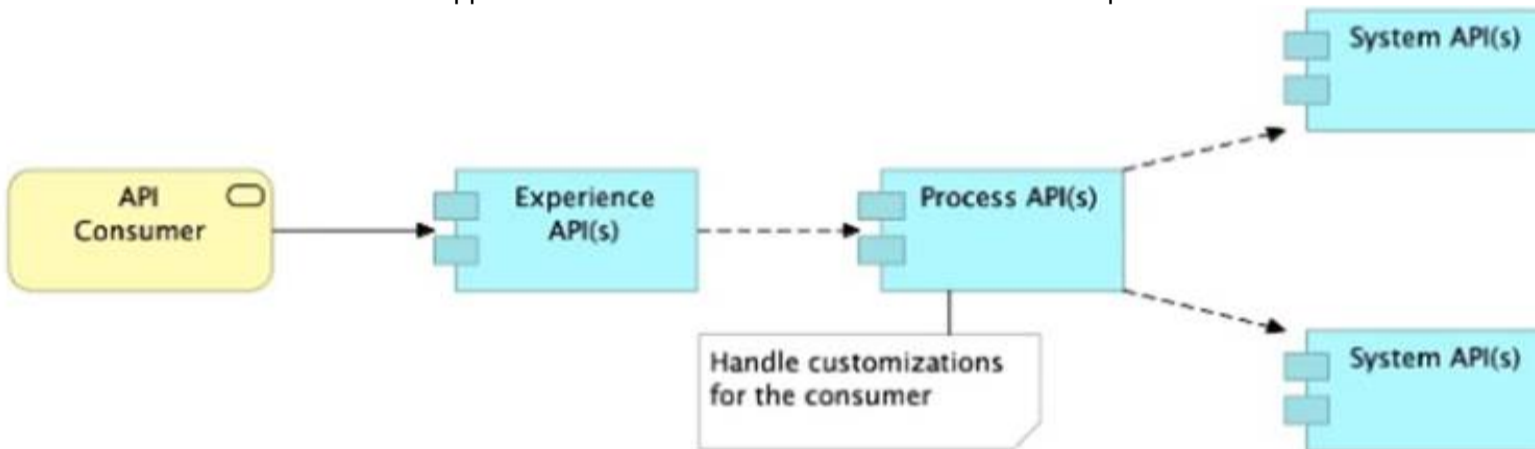 System API(s)
API
Consumer
Experience
API(s)
Process API(s)
Handle customizations
for the consumer
System API(s)